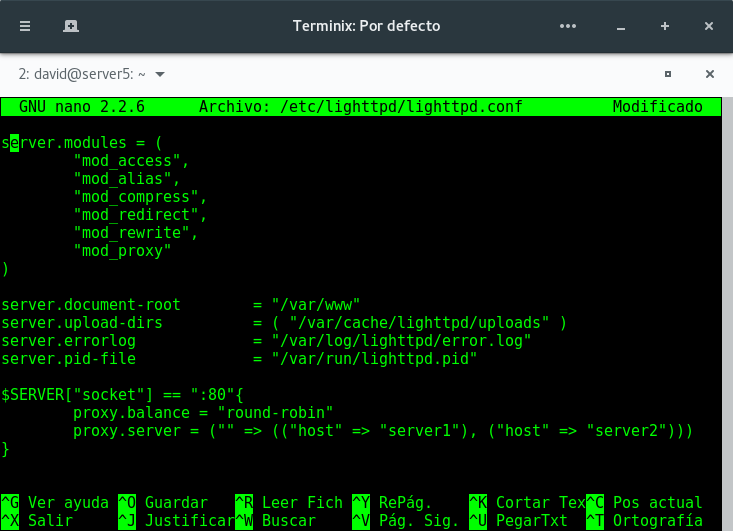 Terminix: Por defecto
2: david@server5: ~
GNU nano 2.2.6 Archivo: /etc/lighttpd/lighttpd.conf Modificado
server.modules = (
"mod_access",
"mod_alias",
"mod_compress",
"mod_redirect",
"mod_rewrite",
"mod_proxy"
)
server.document-root = "/var/www"
server.upload-dirs = ( "/var/cache/lighttpd/uploads" )
server.errorlog = "/var/log/lighttpd/error.log"
server.pid-file = "/var/run/lighttpd.pid"
$SERVER["socket"] == ":80"{
proxy.balance = "round-robin"
proxy.server = ("" => (("host" => "server1"), ("host" => "server2")))
}
^G Ver ayuda ^O Guardar ^R Leer Fich ^Y RePág. ^K Cortar Tex ^C Pos actual
^X Salir ^J Justificar ^W Buscar ^V Pág. Sig. ^U PegarTxt ^T Ortografía